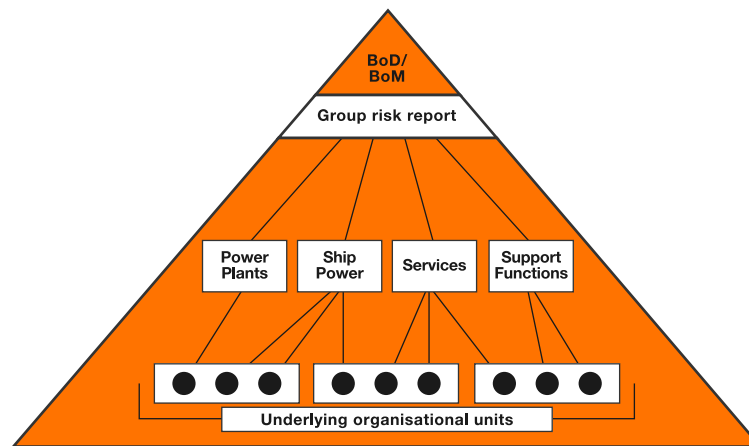 BoD/
BoM
Group risk report
Power
Plants
Ship
Power
Services
Support
Functions
Underlying organisational units